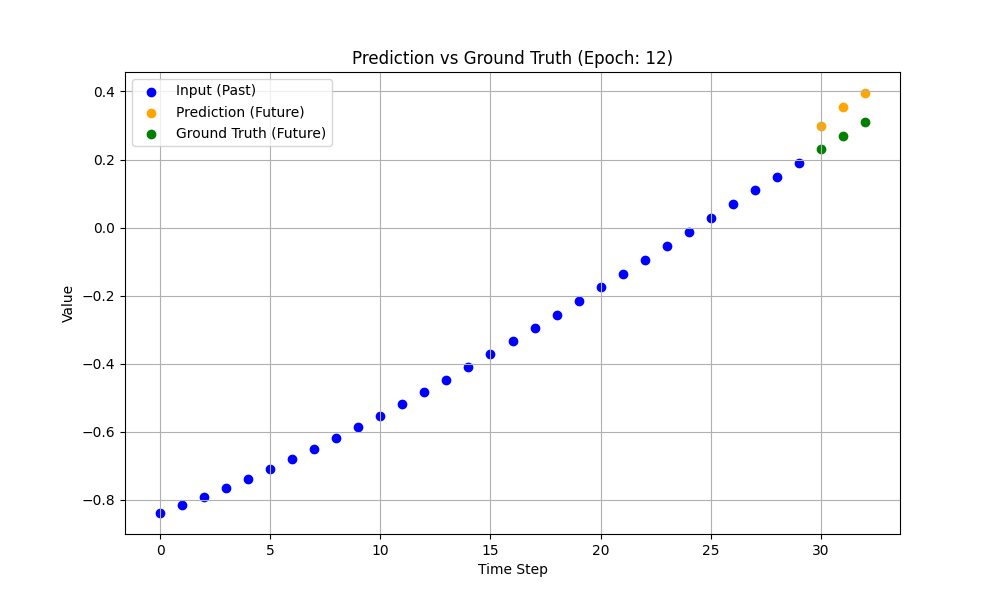 Prediction vs Ground Truth (Epoch: 12)
Input (Past)
Prediction (Future)
Ground Truth (Future)
Value
0.4
0.2
0.0
−0.2
−0.4
−0.6
−0.8
0 5 10 15 20 25 30
Time Step